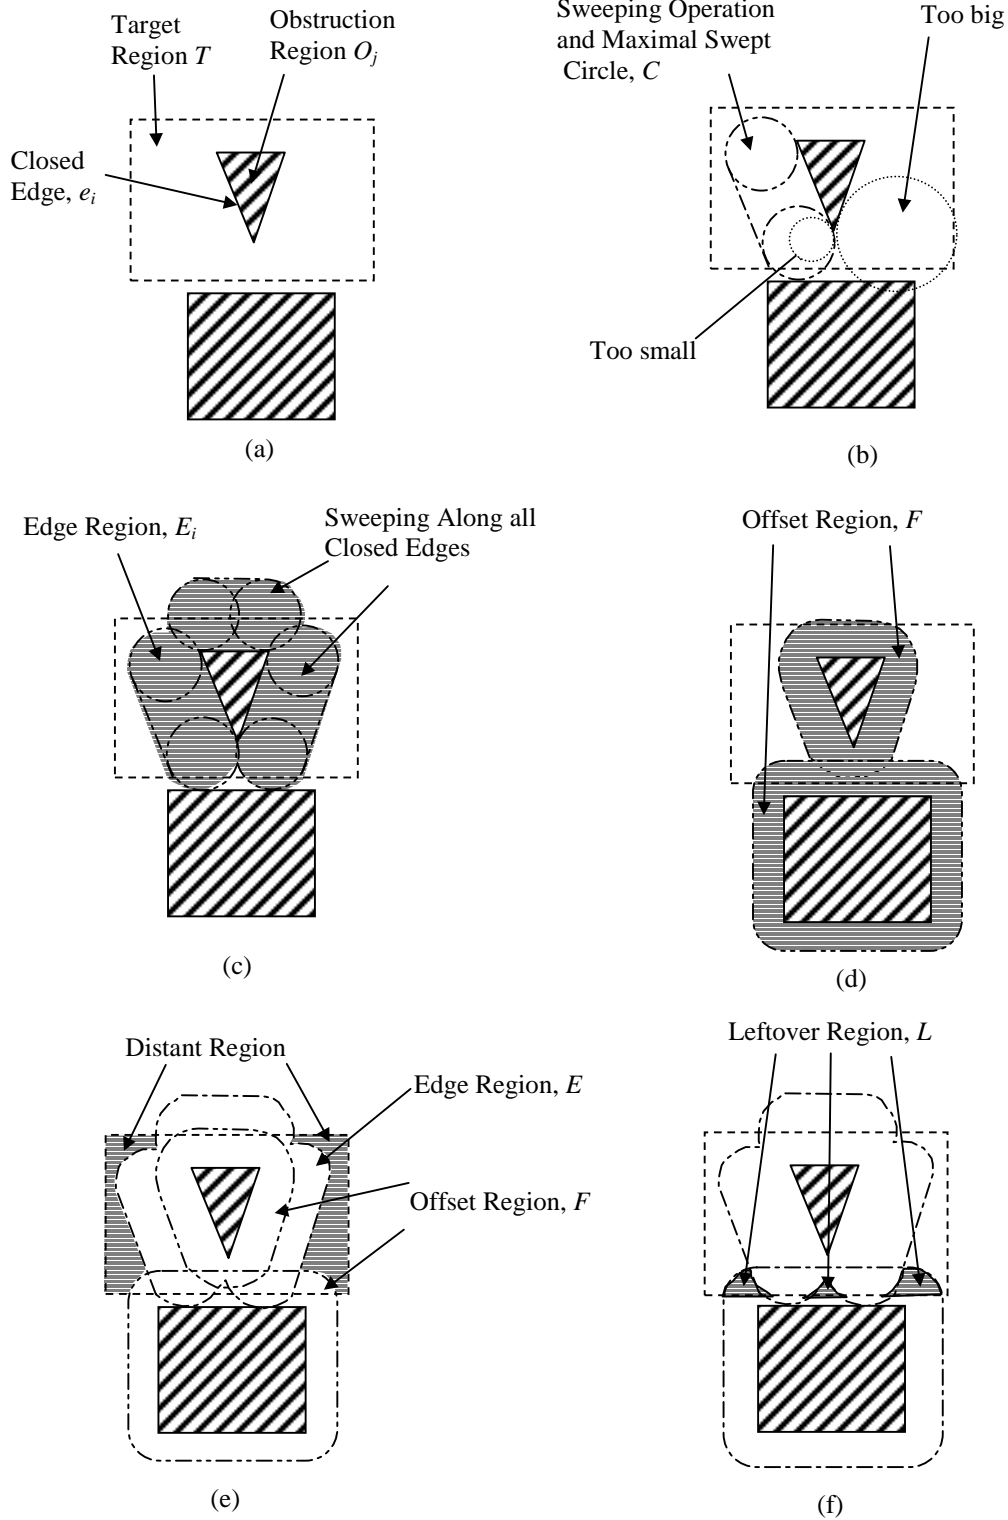 Target
Region T
Obstruction
Region Oj
Closed
Edge, ei
(a)
Sweeping Operation
and Maximal Swept
Circle, C
Too big
Too small
(b)
Edge Region, Ei
Sweeping Along all
Closed Edges
(c)
Offset Region, F
(d)
Distant Region
Edge Region, E
Offset Region, F
(e)
Leftover Region, L
(f)